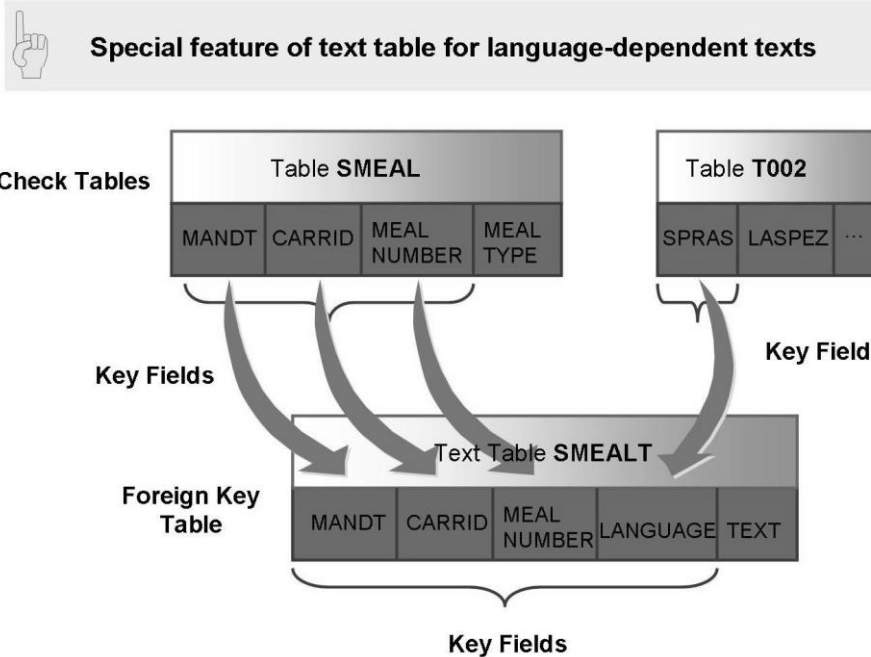 Special feature of text table for language-dependent texts
Check Tables
Table SMEAL
Table T002
MANDT
CARRID
MEAL
NUMBER
MEAL
TYPE
SPRAS
LASPEZ
...
Key Fields
Key Field
Text Table SMEALT
Foreign Key
Table
MANDT
CARRID
MEAL
NUMBER
LANGUAGE
TEXT
Key Fields